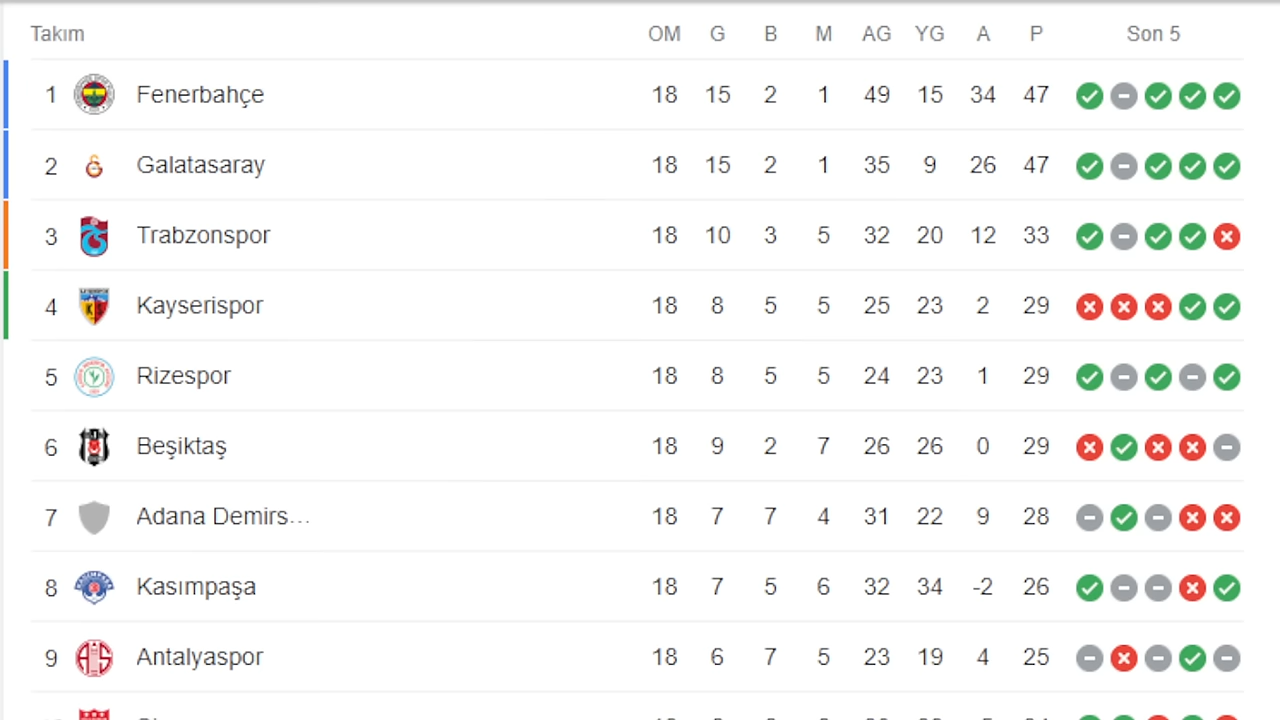 Takım OM G B M AG YG A P Son 5
1 Fenerbahçe 18 15 2 1 49 15 34 47
2 Galatasaray 18 15 2 1 35 9 26 47
3 Trabzonspor 18 10 3 5 32 20 12 33
4 Kayserispor 18 8 5 5 25 23 2 29
5 Rizespor 18 8 5 5 24 23 1 29
6 Beşiktaş 18 9 2 7 26 26 0 29
7 Adana Demirs... 18 7 7 4 31 22 9 28
8 Kasımpaşa 18 7 5 6 32 34 -2 26
9 Antalyaspor 18 6 7 5 23 19 4 25